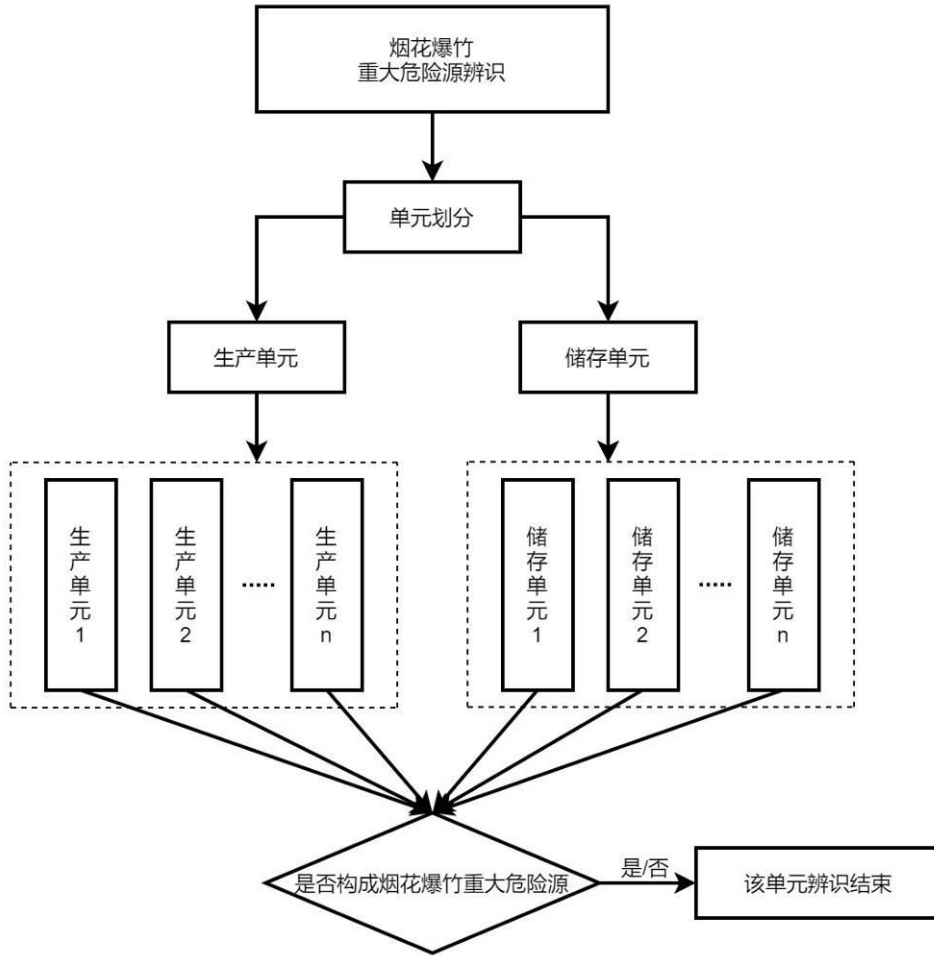 烟花爆竹
重大危险源辨识
单元划分
生产单元
储存单元
生产单元1
生产单元2
.....
生产单元n
储存单元1
储存单元2
.....
储存单元n
是否构成烟花爆竹重大危险源
是/否
该单元辨识结束